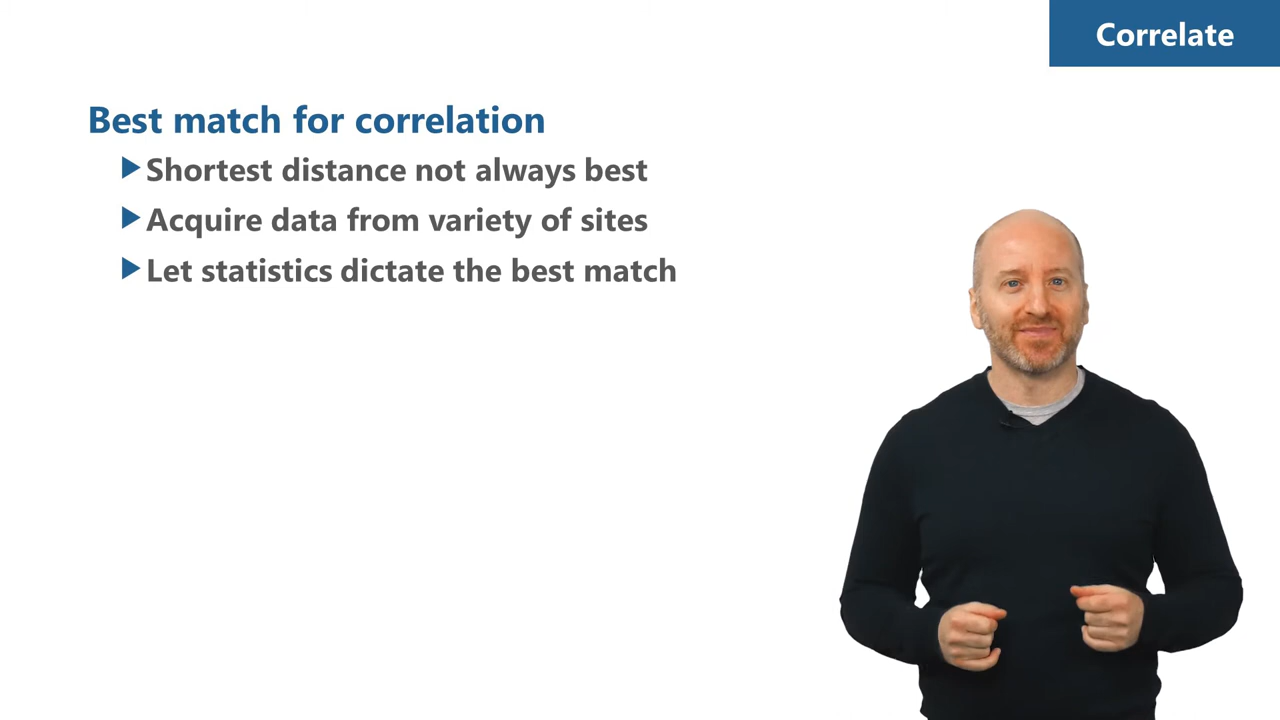 Correlate
Best match for correlation
Shortest distance not always best
Acquire data from variety of sites
Let statistics dictate the best match